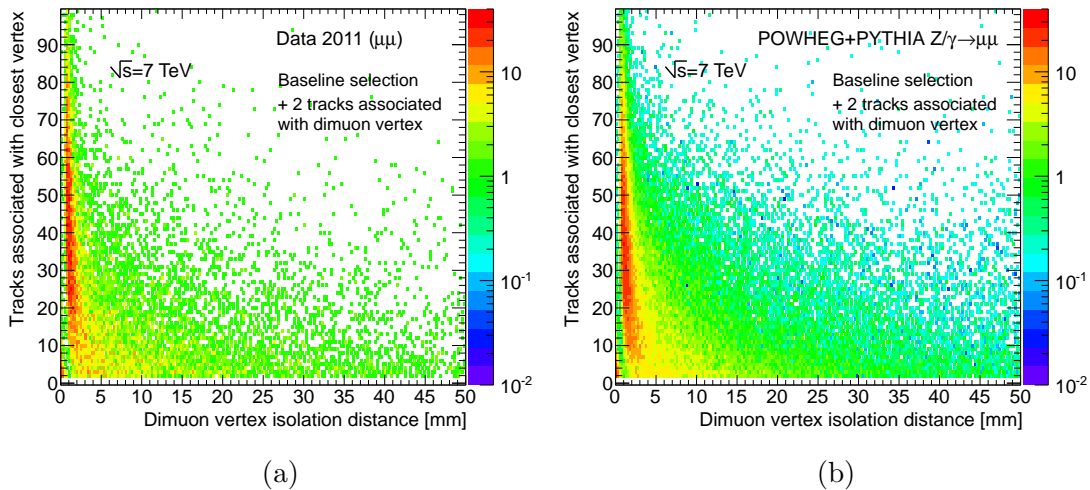 Tracks associated with closest vertex
90
80
70
60
50
40
30
20
10
0
Data 2011 (μμ)
√s=7 TeV
Baseline selection
+ 2 tracks associated
with dimuon vertex
0 5 10 15 20 25 30 35 40 45 50
Dimuon vertex isolation distance [mm]
10
1
10⁻¹
10⁻²
(a)
Tracks associated with closest vertex
90
80
70
60
50
40
30
20
10
0
POWHEG+PYTHIA Z/γ→μμ
√s=7 TeV
Baseline selection
+ 2 tracks associated
with dimuon vertex
0 5 10 15 20 25 30 35 40 45 50
Dimuon vertex isolation distance [mm]
10
1
10⁻¹
10⁻²
(b)